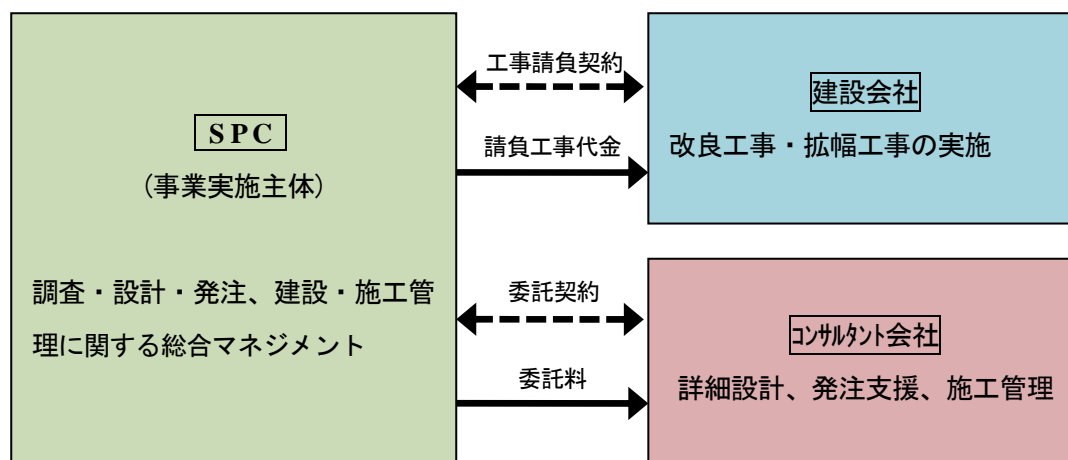 SPC
(事業実施主体)
調査・設計・発注、建設・施工管
理に関する総合マネジメント
工事請負契約
請負工事代金
建設会社
改良工事・拡幅工事の実施
委託契約
委託料
コンサルタント会社
詳細設計、発注支援、施工管理